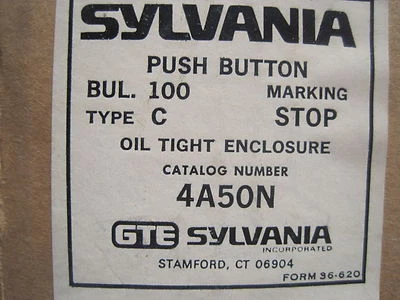 SYLVANIA
PUSH BUTTON
BUL. 100 MARKING
TYPE C STOP
OIL TIGHT ENCLOSURE
CATALOG NUMBER
4A50N
GTE SYLVANIA
INCORPORATED
STAMFORD, CT 06904
FORM 36-620